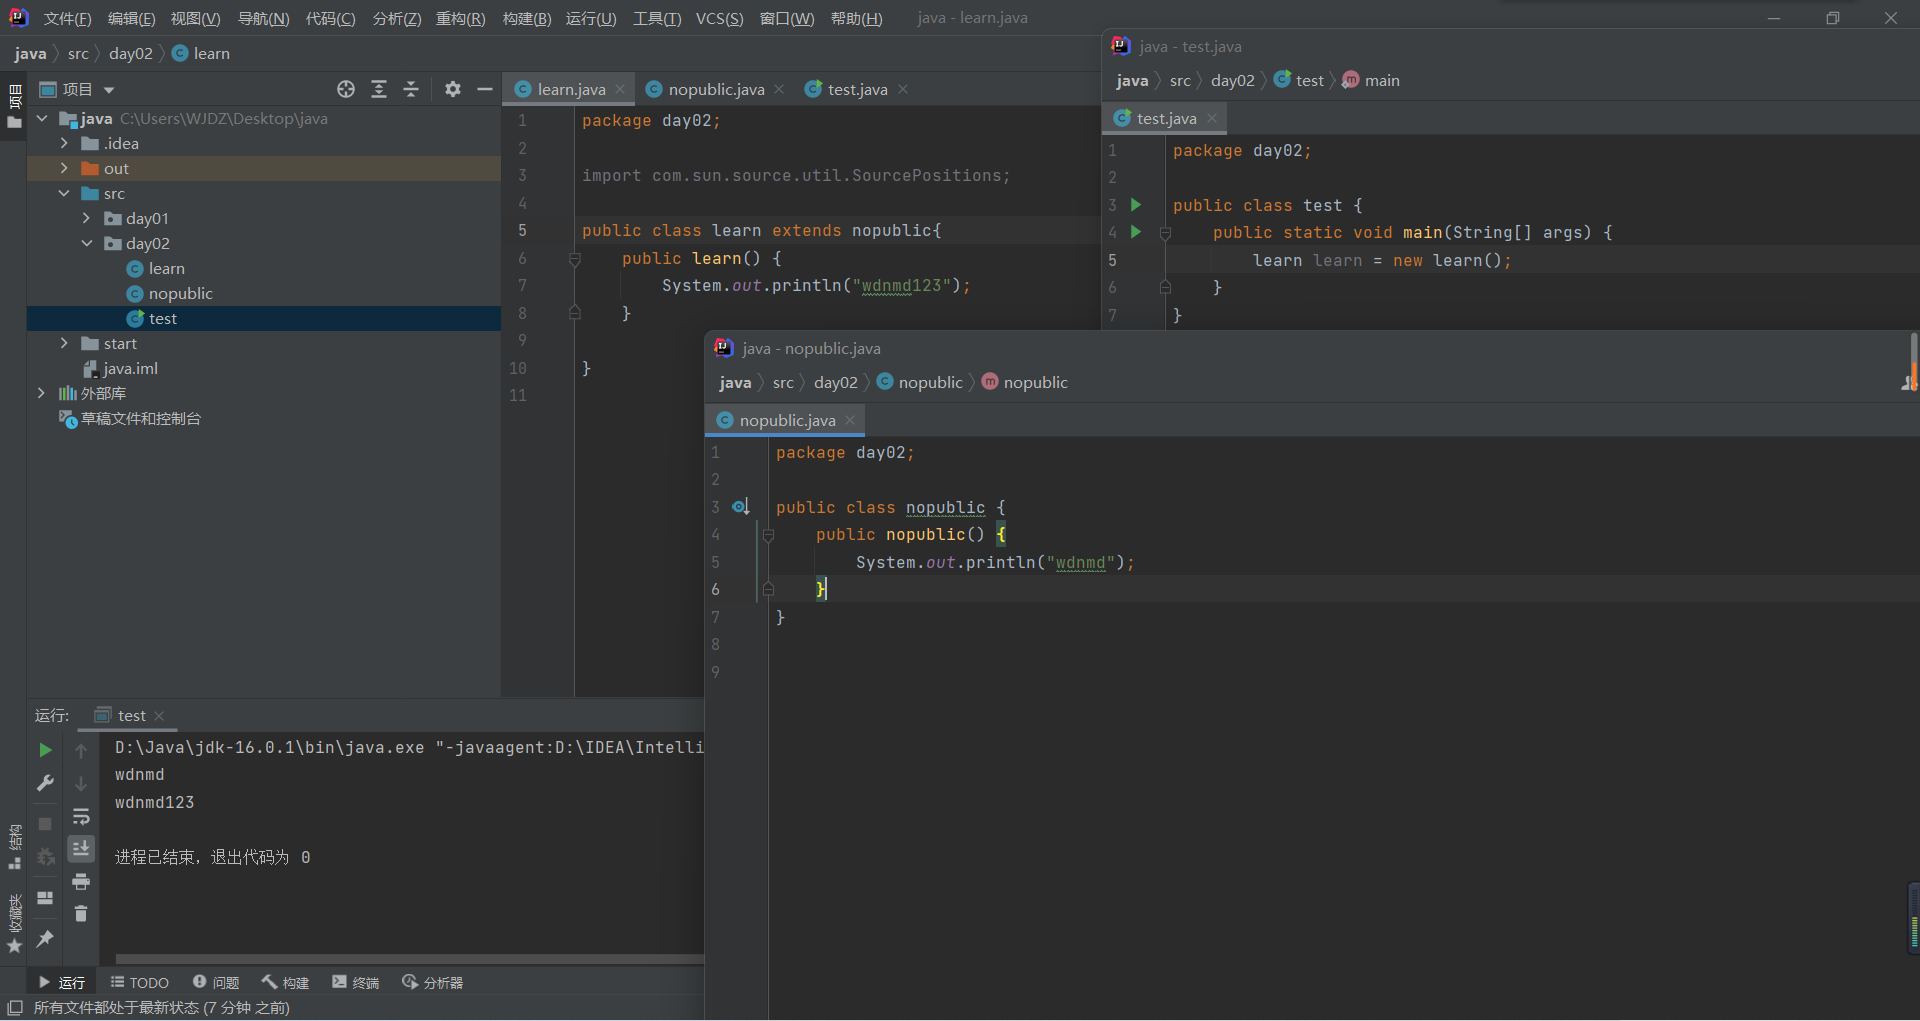 文件(F) 编辑(E) 视图(V) 导航(N) 代码(C) 分析(Z) 重构(R) 构建(B) 运行(U) 工具(T) VCS(S) 窗口(W) 帮助(H) java - learn.java
java src day02 learn
项目
项目
java C:\Users\WJDZ\Desktop\java
.idea
out
src
day01
day02
learn
nopublic
test
start
java.iml
外部库
草稿文件和控制台
learn.java nopublic.java test.java
1 package day02;
2
3 import com.sun.source.util.SourcePositions;
4
5 public class learn extends nopublic{
6 public learn() {
7 System.out.println("wdnmd123");
8 }
9
10 }
11
java - test.java
java src day02 test main
test.java
1 package day02;
2
3 public class test {
4 public static void main(String[] args) {
5 learn learn = new learn();
6 }
7 }
java - nopublic.java
java src day02 nopublic nopublic
nopublic.java
1 package day02;
2
3 public class nopublic {
4 public nopublic() {
5 System.out.println("wdnmd");
6 }
7 }
8
9
运行: test
D:\Java\jdk-16.0.1\bin\java.exe "-javaagent:D:\IDEA\Intelli
wdnmd
wdnmd123
进程已结束，退出代码为 0
结构
收藏夹
运行 TODO 问题 构建 终端 分析器
所有文件都处于最新状态 (7 分钟 之前)